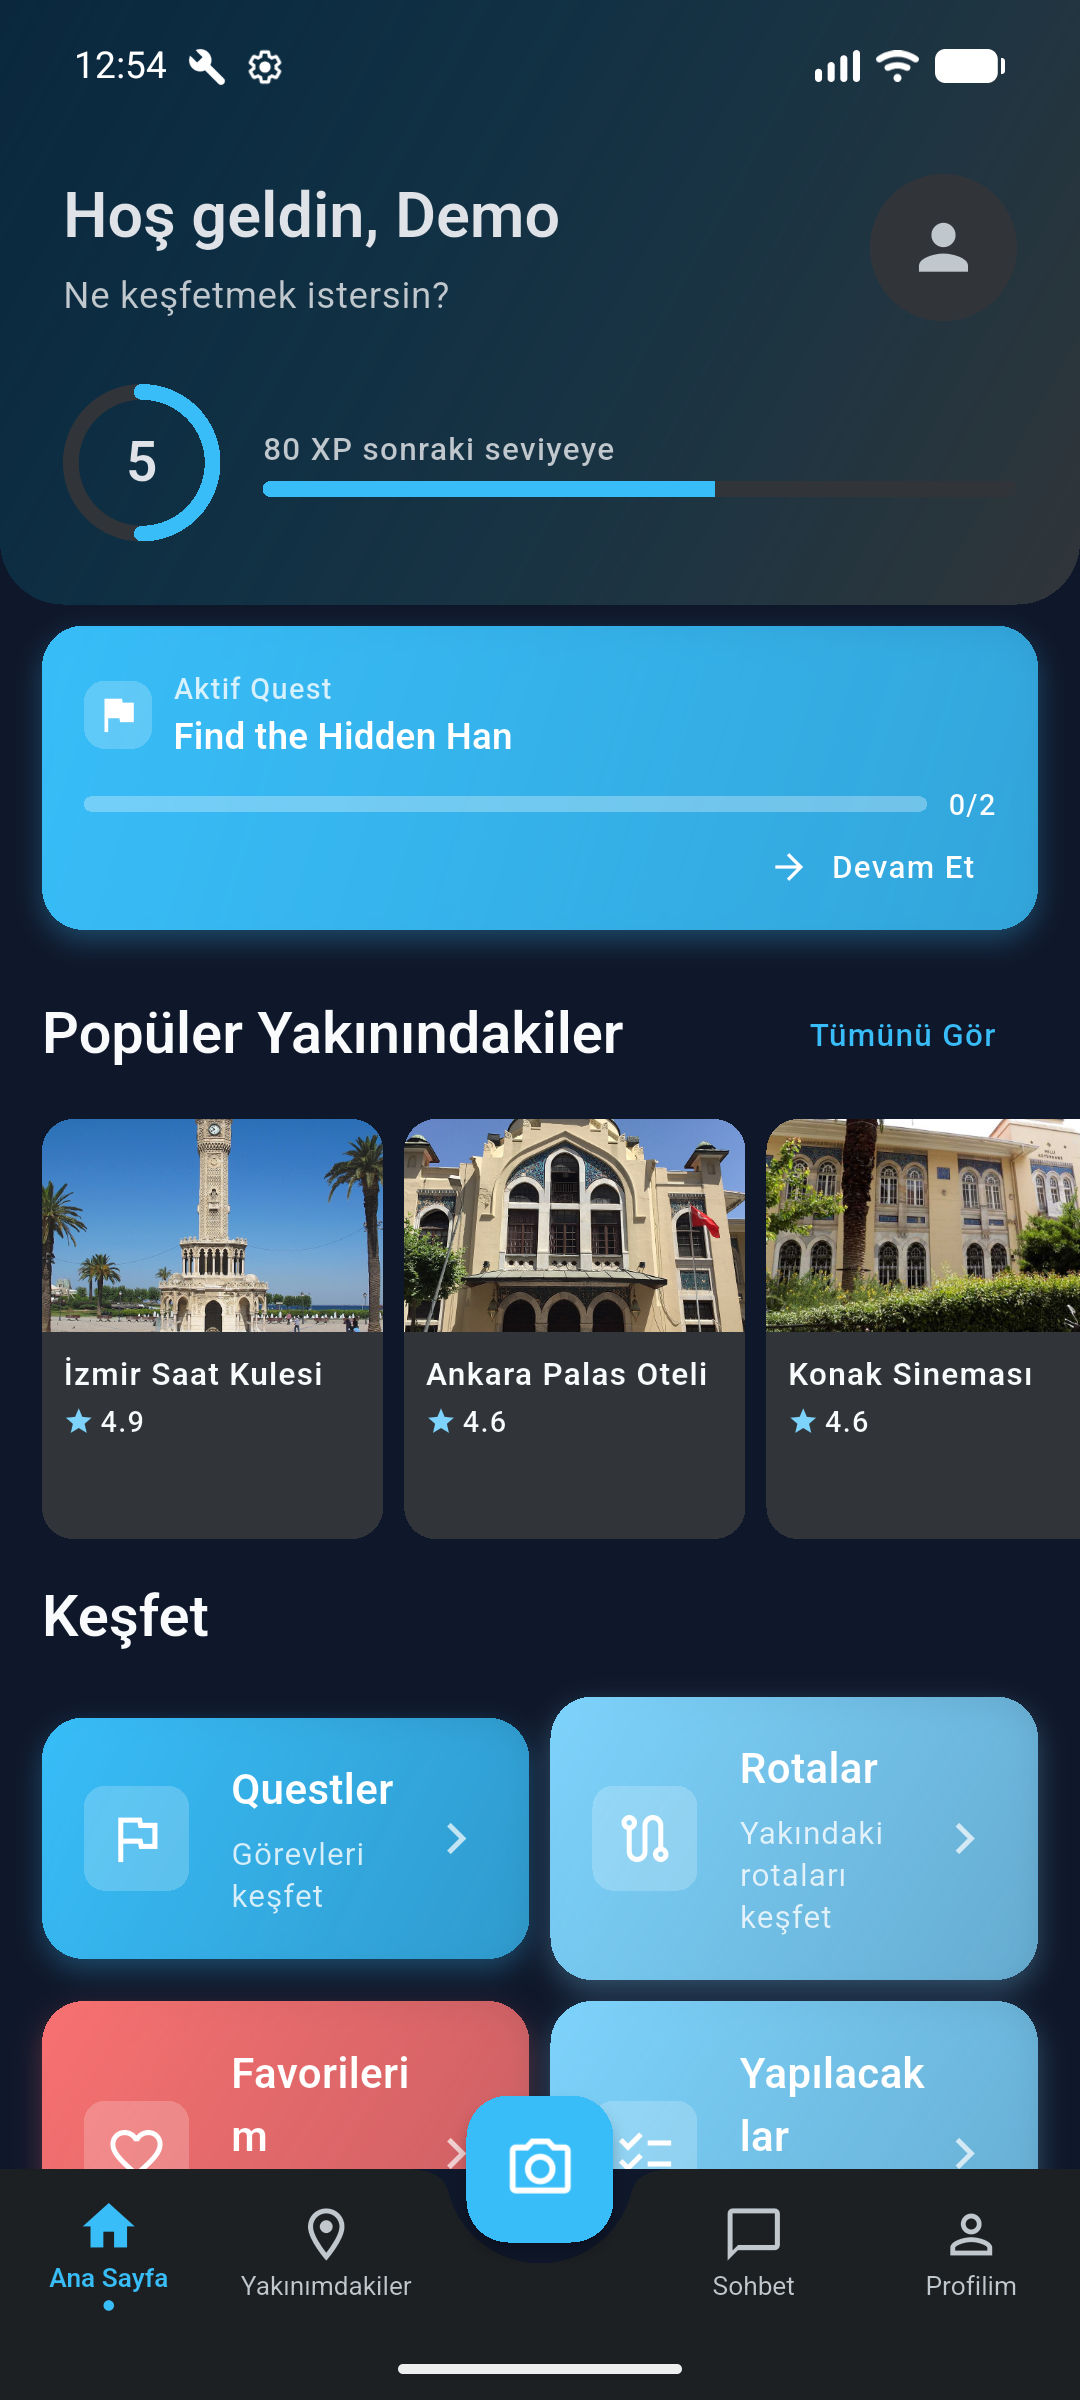 12:54
Hoş geldin, Demo
Ne keşfetmek istersin?
5
80 XP sonraki seviyeye
Aktif Quest
Find the Hidden Han
0/2
Devam Et
Popüler Yakınındakiler
Tümünü Gör
İzmir Saat Kulesi
4.9
Ankara Palas Oteli
4.6
Konak Sineması
4.6
Keşfet
Questler
Görevleri
keşfet
Rotalar
Yakındaki
rotaları
keşfet
Favorileri
m
Yapılacak
lar
Ana Sayfa
Yakınımdakiler
Sohbet
Profilim